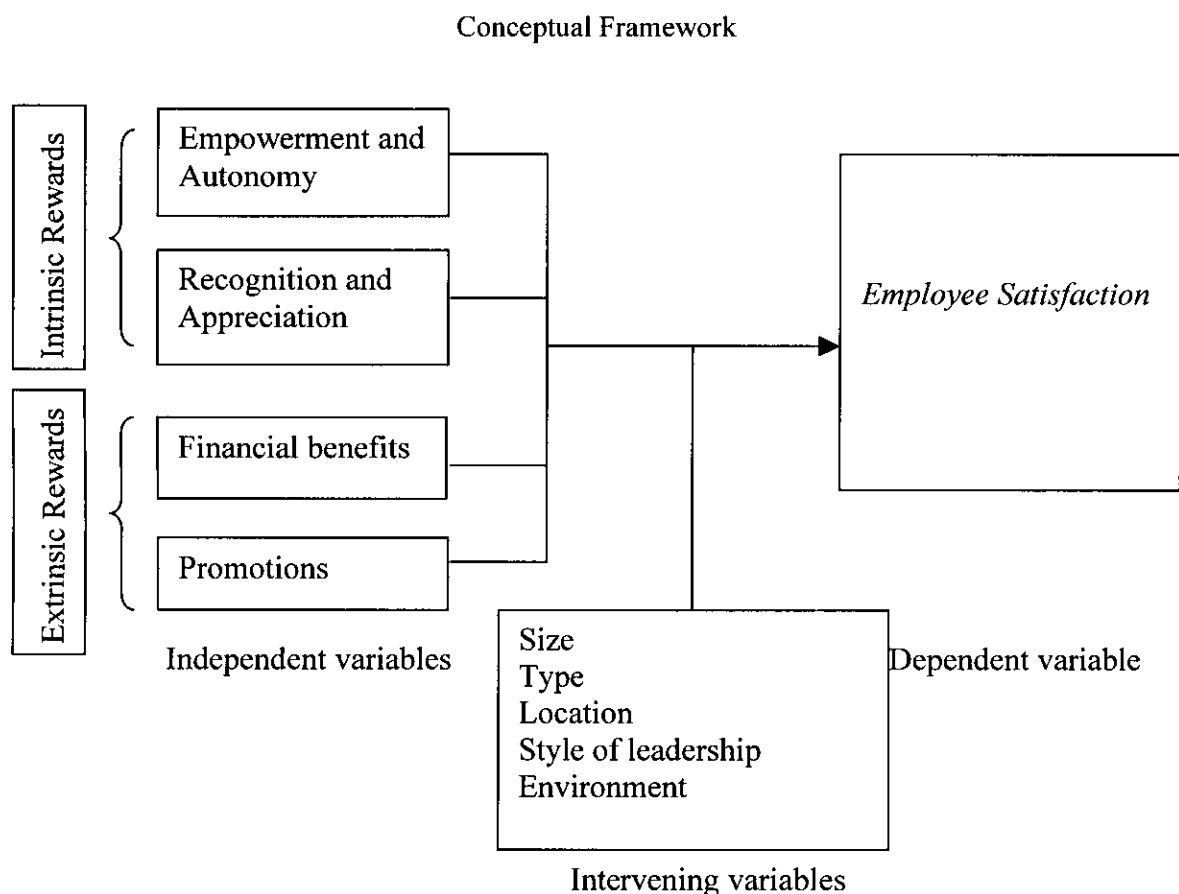 Conceptual Framework
Intrinsic Rewards
Empowerment and
Autonomy
Recognition and
Appreciation
Extrinsic Rewards
Financial benefits
Promotions
Independent variables
Employee Satisfaction
Dependent variable
Size
Type
Location
Style of leadership
Environment
Intervening variables